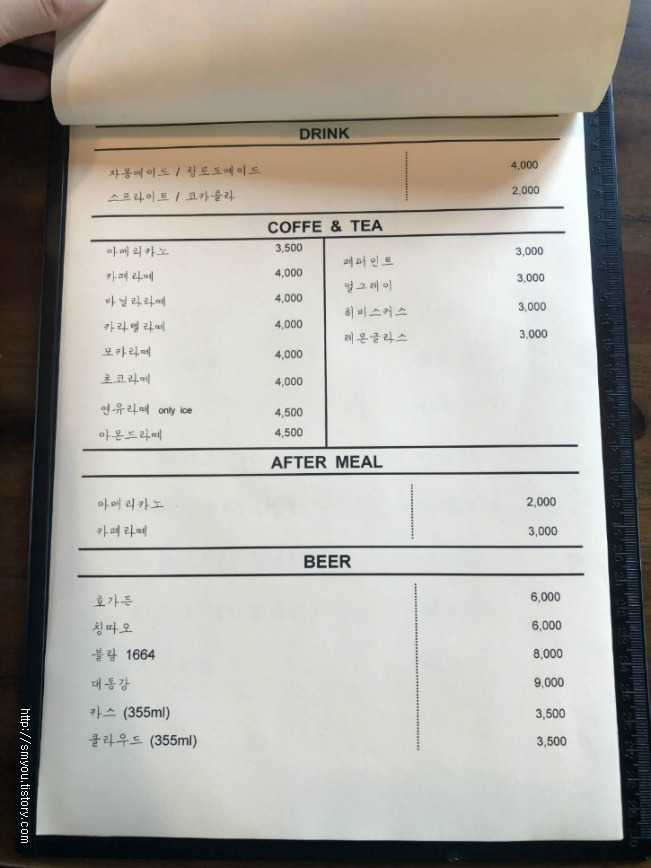 DRINK
자몽에이드 / 청포도에이드 4,000
스프라이트 / 코카콜라 2,000
COFFE & TEA
아메리카노 3,500
카페라떼 4,000
바닐라라떼 4,000
카라멜라떼 4,000
모카라떼 4,000
초코라떼 4,000
연유라떼 only ice 4,500
아몬드라떼 4,500
페퍼민트 3,000
얼그레이 3,000
히비스커스 3,000
레몬글라스 3,000
AFTER MEAL
아메리카노 2,000
카페라떼 3,000
BEER
호가든 6,000
칭따오 6,000
블랑 1664 8,000
대동강 9,000
카스 (355ml) 3,500
클라우드 (355ml) 3,500
http://smyou.tistory.com